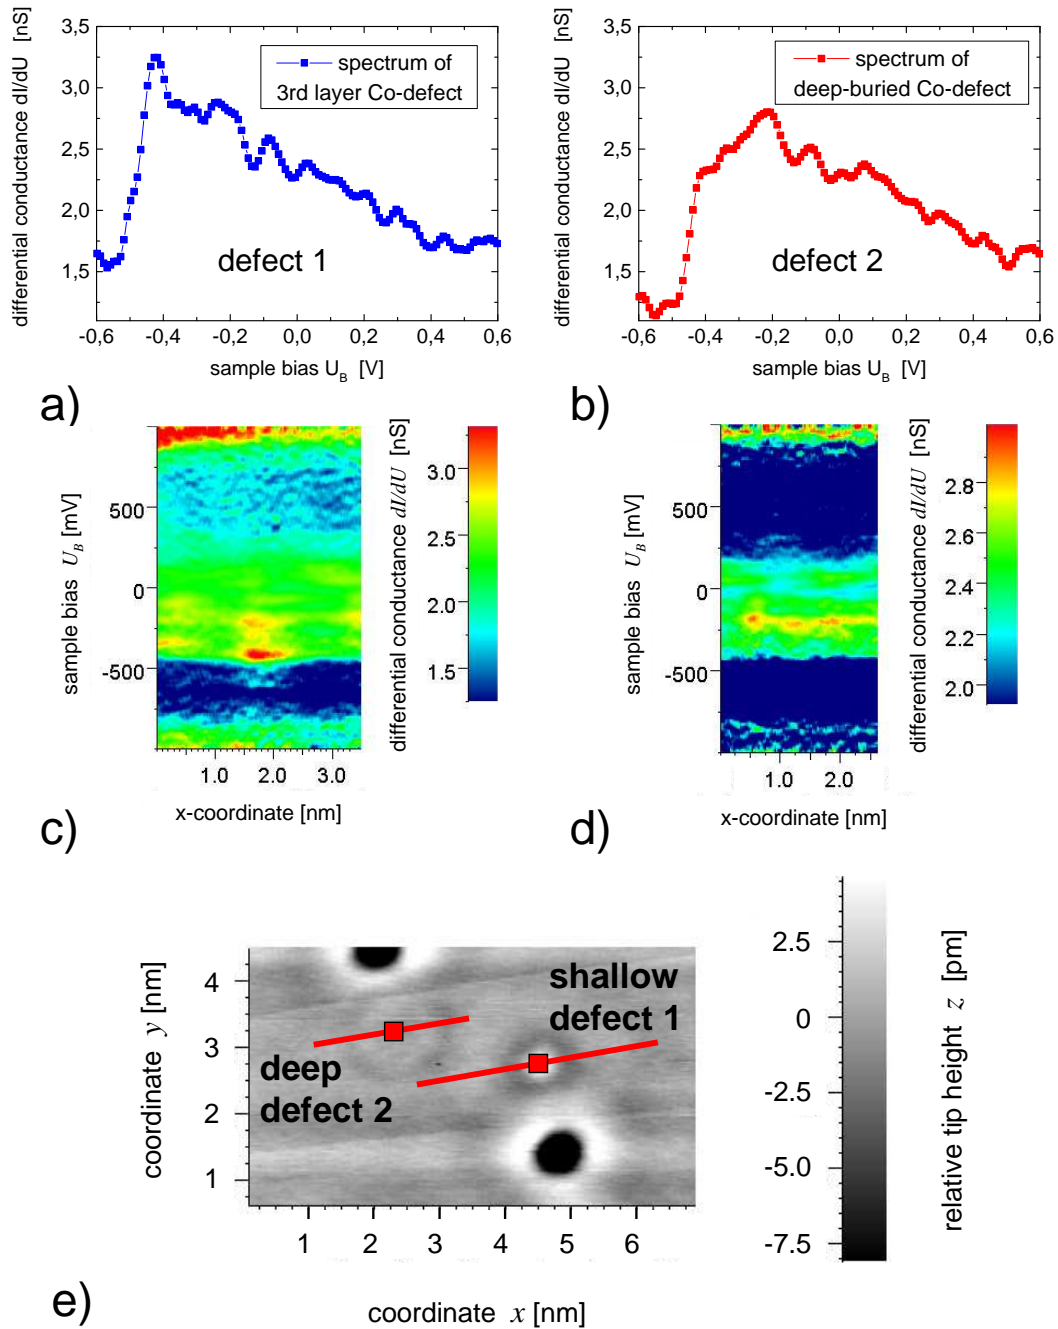 3,5
3,0
2,5
2,0
1,5
differential conductance dI/dU [nS]
spectrum of
3rd layer Co-defect
defect 1
-0,6 -0,4 -0,2 0,0 0,2 0,4 0,6
sample bias U_B [V]
a)
3,5
3,0
2,5
2,0
1,5
differential conductance dI/dU [nS]
spectrum of
deep-buried Co-defect
defect 2
-0,6 -0,4 -0,2 0,0 0,2 0,4 0,6
sample bias U_B [V]
b)
500
0
-500
sample bias U_B [mV]
1.0 2.0 3.0
x-coordinate [nm]
differential conductance dI/dU [nS]
3.0
2.5
2.0
1.5
c)
500
0
-500
sample bias U_B [mV]
1.0 2.0
x-coordinate [nm]
differential conductance dI/dU [nS]
2.8
2.6
2.4
2.2
2.0
d)
4
3
2
1
coordinate y [nm]
shallow
defect 1
deep
defect 2
1 2 3 4 5 6
coordinate x [nm]
2.5
0
-2.5
-5.0
-7.5
relative tip height z [pm]
e)